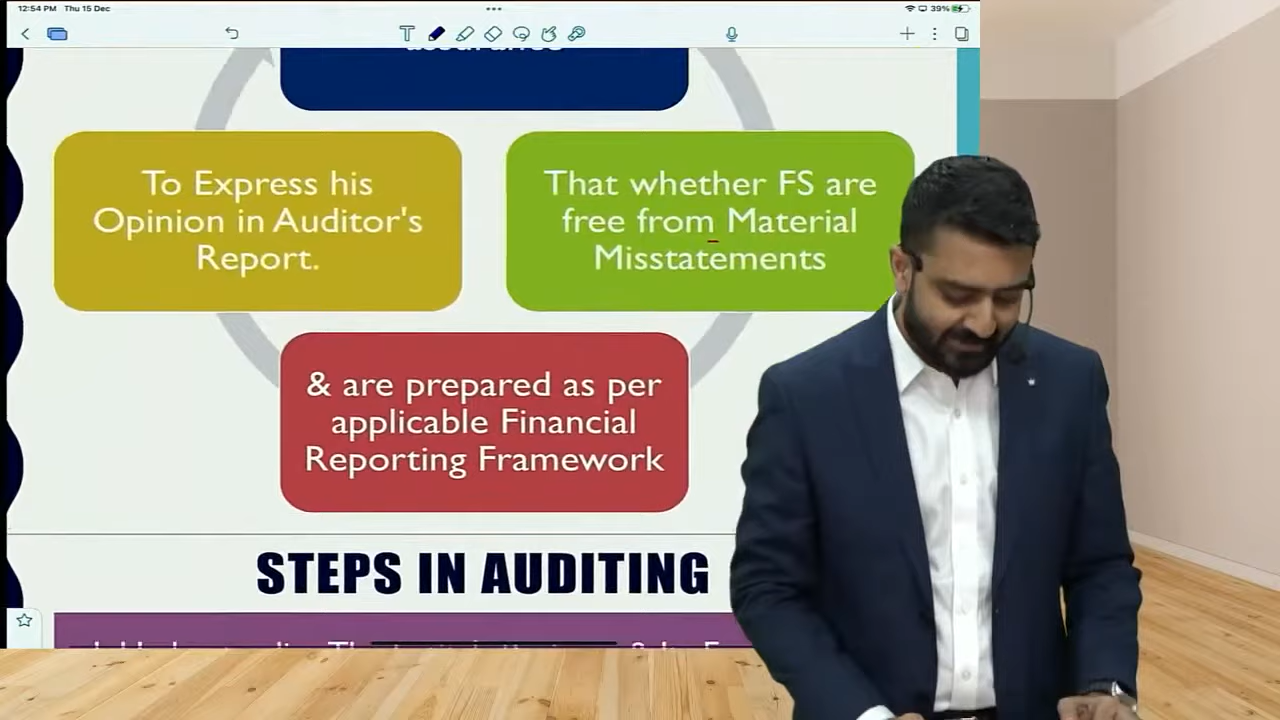 12:54 PM Thu 15 Dec
39%
assurance
To Express his
Opinion in Auditor's
Report.
That whether FS are
free from Material
Misstatements
& are prepared as per
applicable Financial
Reporting Framework
STEPS IN AUDITING